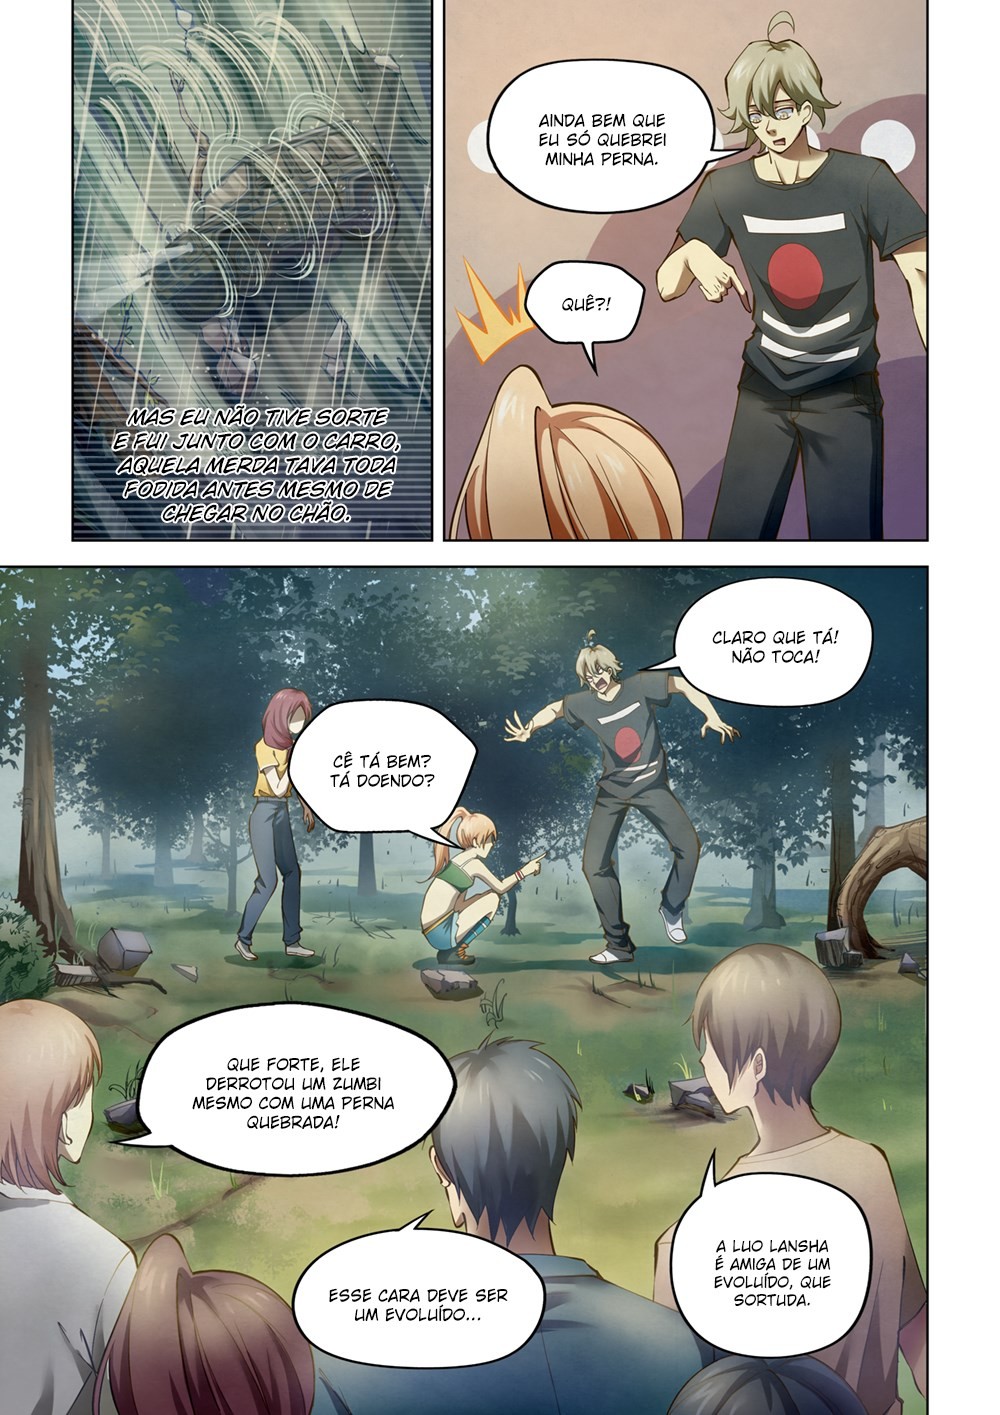 MAS EU NÃO TIVE SORTE
E FUI JUNTO COM O CARRO,
AQUELA MERDA TAVA TODA
FODIDA ANTES MESMO DE
CHEGAR NO CHÃO.
AINDA BEM QUE
EU SÓ QUEBREI
MINHA PERNA.
QUÊ?!
CLARO QUE TÁ!
NÃO TOCA!
CÊ TÁ BEM?
TÁ DOENDO?
QUE FORTE, ELE
DERROTOU UM ZUMBI
MESMO COM UMA PERNA
QUEBRADA!
ESSE CARA DEVE SER
UM EVOLUÍDO...
A LUO LANSHA
É AMIGA DE UM
EVOLUÍDO, QUE
SORTUDA.